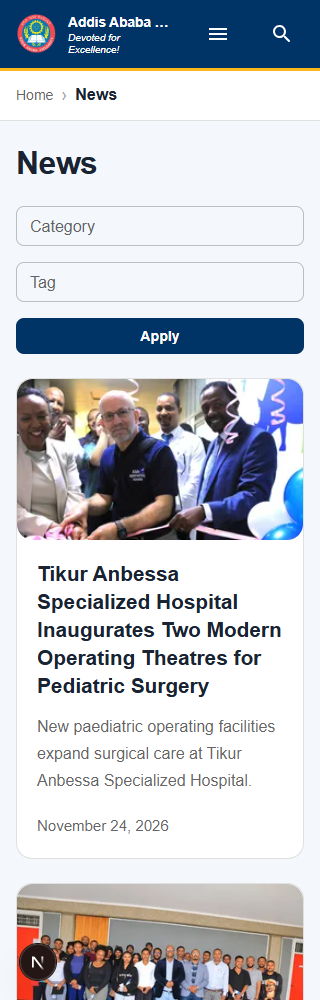 Addis Ababa ...
Devoted for
Excellence!
Home › News
News
Category
Tag
Apply
Tikur Anbessa
Specialized Hospital
Inaugurates Two Modern
Operating Theatres for
Pediatric Surgery
New paediatric operating facilities
expand surgical care at Tikur
Anbessa Specialized Hospital.
November 24, 2026
N